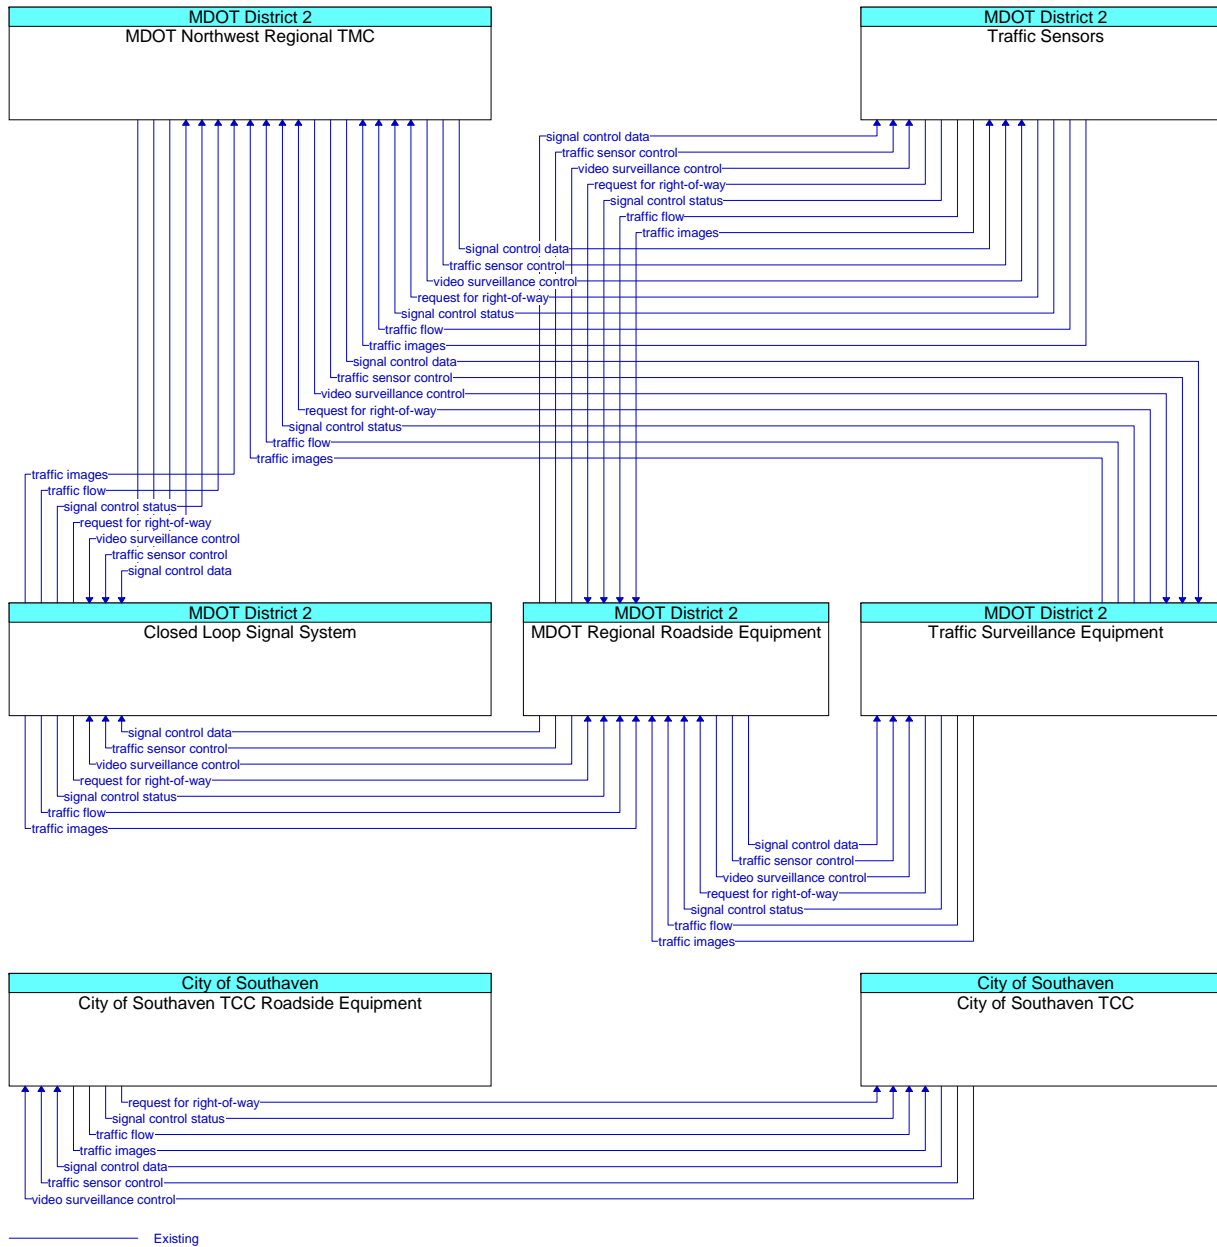 MDOT District 2
MDOT Northwest Regional TMC
MDOT District 2
Traffic Sensors
signal control data
traffic sensor control
video surveillance control
request for right-of-way
signal control status
traffic flow
traffic images
signal control data
traffic sensor control
video surveillance control
request for right-of-way
signal control status
traffic flow
traffic images
signal control data
traffic sensor control
video surveillance control
request for right-of-way
signal control status
traffic flow
traffic images
traffic images
traffic flow
signal control status
request for right-of-way
video surveillance control
traffic sensor control
signal control data
MDOT District 2
Closed Loop Signal System
MDOT District 2
MDOT Regional Roadside Equipment
MDOT District 2
Traffic Surveillance Equipment
signal control data
traffic sensor control
video surveillance control
request for right-of-way
signal control status
traffic flow
traffic images
signal control data
traffic sensor control
video surveillance control
request for right-of-way
signal control status
traffic flow
traffic images
City of Southaven
City of Southaven TCC Roadside Equipment
City of Southaven
City of Southaven TCC
request for right-of-way
signal control status
traffic flow
traffic images
signal control data
traffic sensor control
video surveillance control
Existing